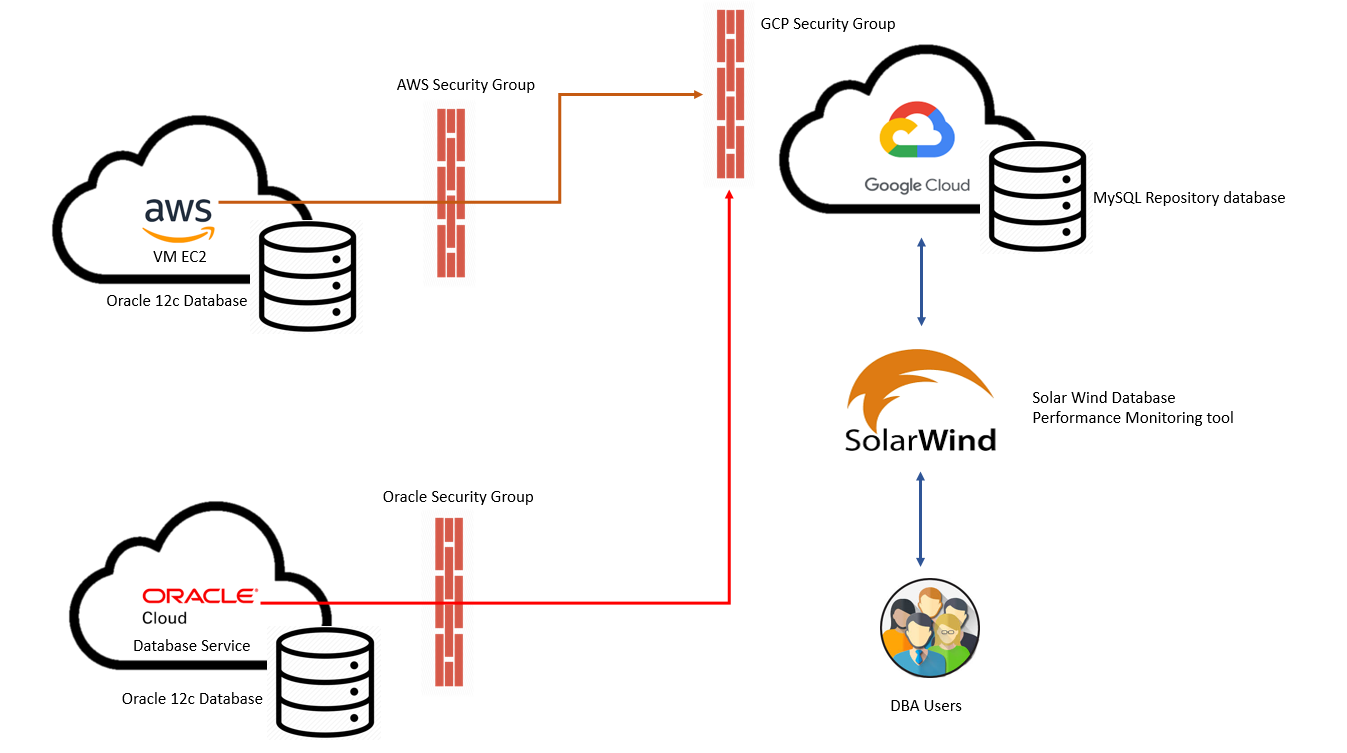 GCP Security Group
AWS Security Group
Google Cloud
aws
VM EC2
MySQL Repository database
Oracle 12c Database
SolarWind
Solar Wind Database
Performance Monitoring tool
Oracle Security Group
ORACLE
Cloud
Database Service
Oracle 12c Database
DBA Users